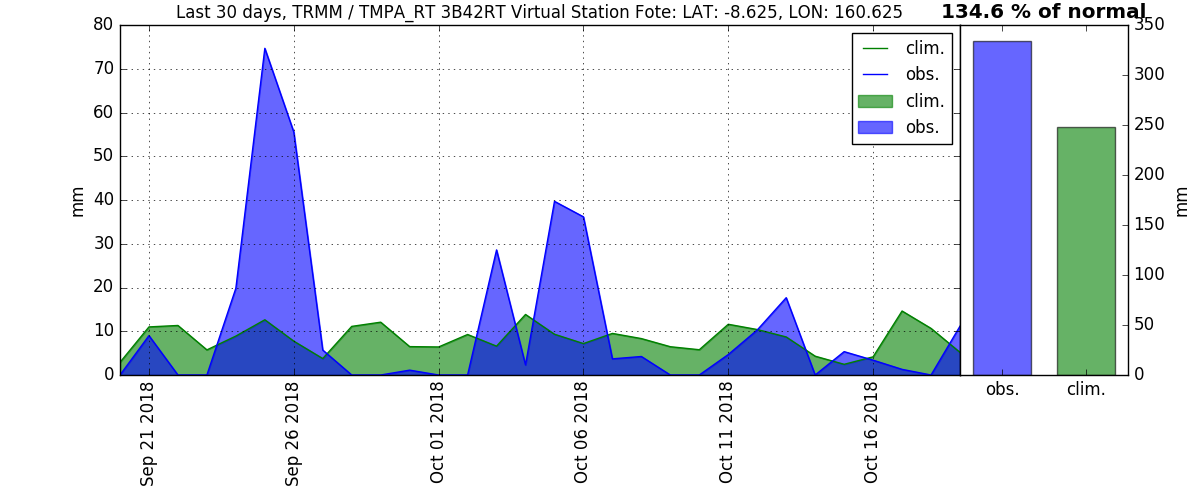 Last 30 days, TRMM / TMPA_RT 3B42RT Virtual Station Fote: LAT: -8.625, LON: 160.625
134.6 % of normal
80
70
60
50
40
30
20
10
0
mm
clim.
obs.
clim.
obs.
350
300
250
200
150
100
50
0
mm
Sep 21 2018
Sep 26 2018
Oct 01 2018
Oct 06 2018
Oct 11 2018
Oct 16 2018
obs.
clim.